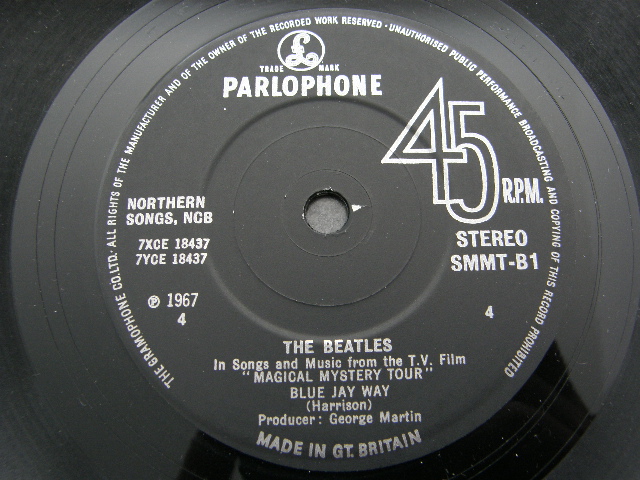 THE GRAMOPHONE CO. LTD. · ALL RIGHTS OF THE MANUFACTURER AND OF THE OWNER OF THE RECORDED WORK RESERVED · UNAUTHORISED PUBLIC PERFORMANCE BROADCASTING AND COPYING OF THIS RECORD PROHIBITED
£
TRADE MARK
PARLOPHONE
45 R.P.M.
NORTHERN
SONGS, NCB
7XCE 18437
7YCE 18437
STEREO
SMMT-B1
℗ 1967
4
4
THE BEATLES
In Songs and Music from the T.V. Film
"MAGICAL MYSTERY TOUR"
BLUE JAY WAY
(Harrison)
Producer: George Martin
MADE IN GT. BRITAIN